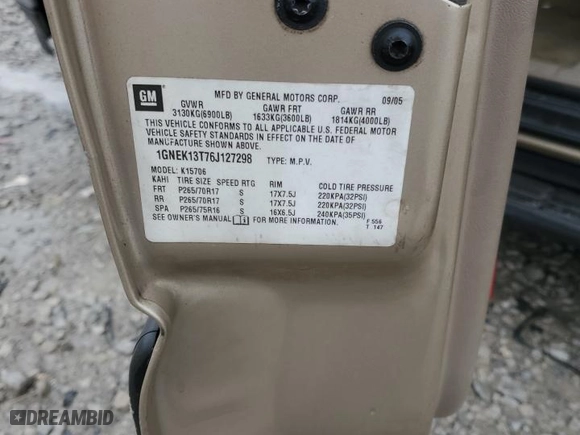 GM
MFD BY GENERAL MOTORS CORP. 09/05
GVWR GAWR FRT GAWR RR
3130KG(6900LB) 1633KG(3600LB) 1814KG(4000LB)
THIS VEHICLE CONFORMS TO ALL APPLICABLE U.S. FEDERAL MOTOR
VEHICLE SAFETY STANDARDS IN EFFECT ON THE DATE OF
MANUFACTURE SHOWN ABOVE.
1GNEK13T76J127298 TYPE: M.P.V.
MODEL: K15706
KAHI TIRE SIZE SPEED RTG RIM COLD TIRE PRESSURE
FRT P265/70R17 S 17X7.5J 220KPA(32PSI)
RR P265/70R17 S 17X7.5J 220KPA(32PSI)
SPA P265/75R16 S 16X6.5J 240KPA(35PSI)
SEE OWNER'S MANUAL FOR MORE INFORMATION.
F 556
T 147
DREAMBID